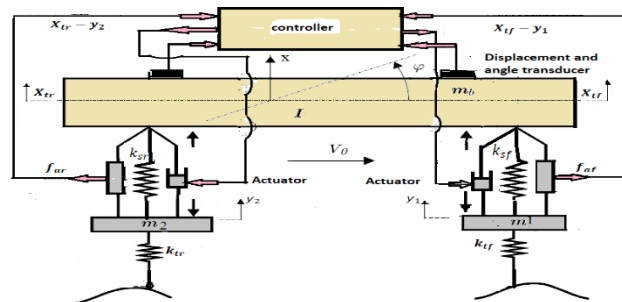 controller
x_tr − y_2
x_tf − y_1
x
Displacement and
angle transducer
φ
x_tr
m_b
x_tf
I
k_sr
V_0
k_sf
f_ar
Actuator
Actuator
f_af
y_2
y_1
m_2
m1
k_tr
k_tf